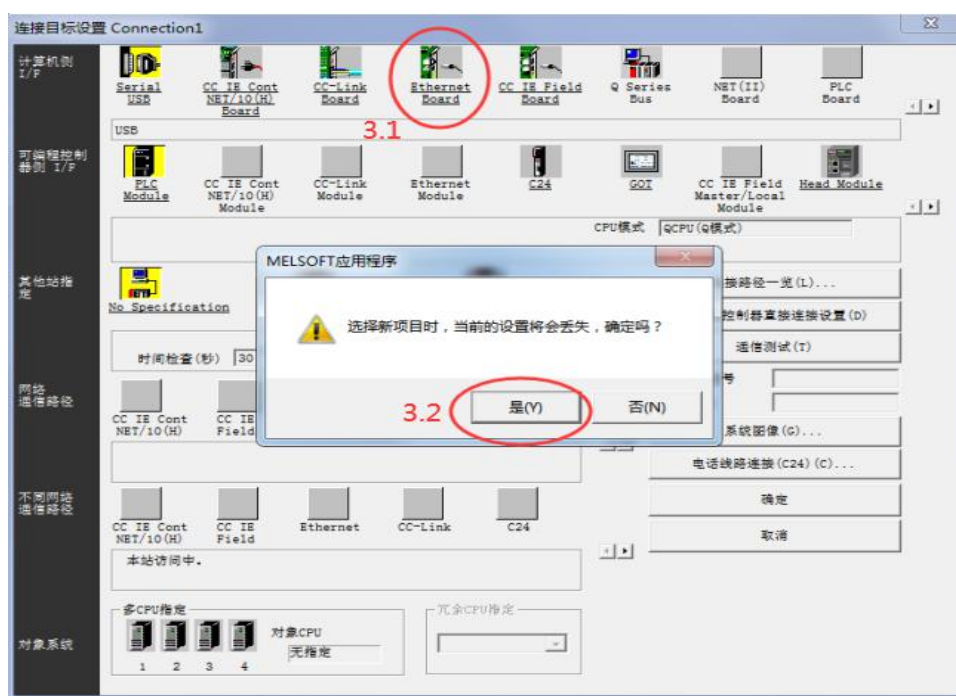 连接目标设置 Connection1
计算机侧
I/F
Serial
USB
CC IE Cont
NET/10(H)
Board
CC-Link
Board
Ethernet
Board
CC IE Field
Board
Q Series
Bus
NET(II)
Board
PLC
Board
3.1
USB
可编程控制
器侧 I/F
PLC
Module
CC IE Cont
NET/10(H)
Module
CC-Link
Module
Ethernet
Module
C24
GOT
CC IE Field
Master/Local
Module
Head Module
CPU模式 QCPU(Q模式)
MELSOFT应用程序
选择新项目时，当前的设置将会丢失，确定吗？
3.2
是(Y)
否(N)
其他站指
定
No Specification
时间检查(秒) 30
接路径一览(L)...
控制器直接连接设置(D)
通信测试(T)
号
系统图像(G)...
电话线路连接(C24)(C)...
确定
取消
网络
通信路径
CC IE Cont
NET/10(H)
CC IE
Field
不同网络
通信路径
CC IE Cont
NET/10(H)
CC IE
Field
Ethernet
CC-Link
C24
本站访问中。
对象系统
多CPU指定
1 2 3 4
对象CPU
无指定
冗余CPU指定